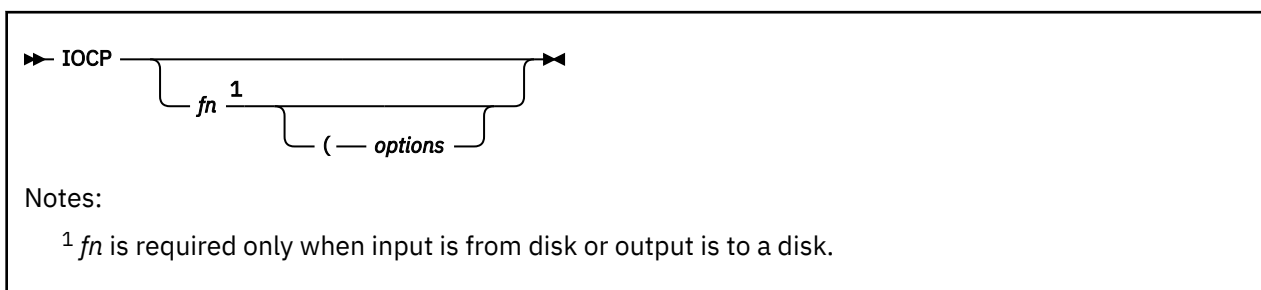 IOCP
fn 1
( options
Notes:
1 fn is required only when input is from disk or output is to a disk.